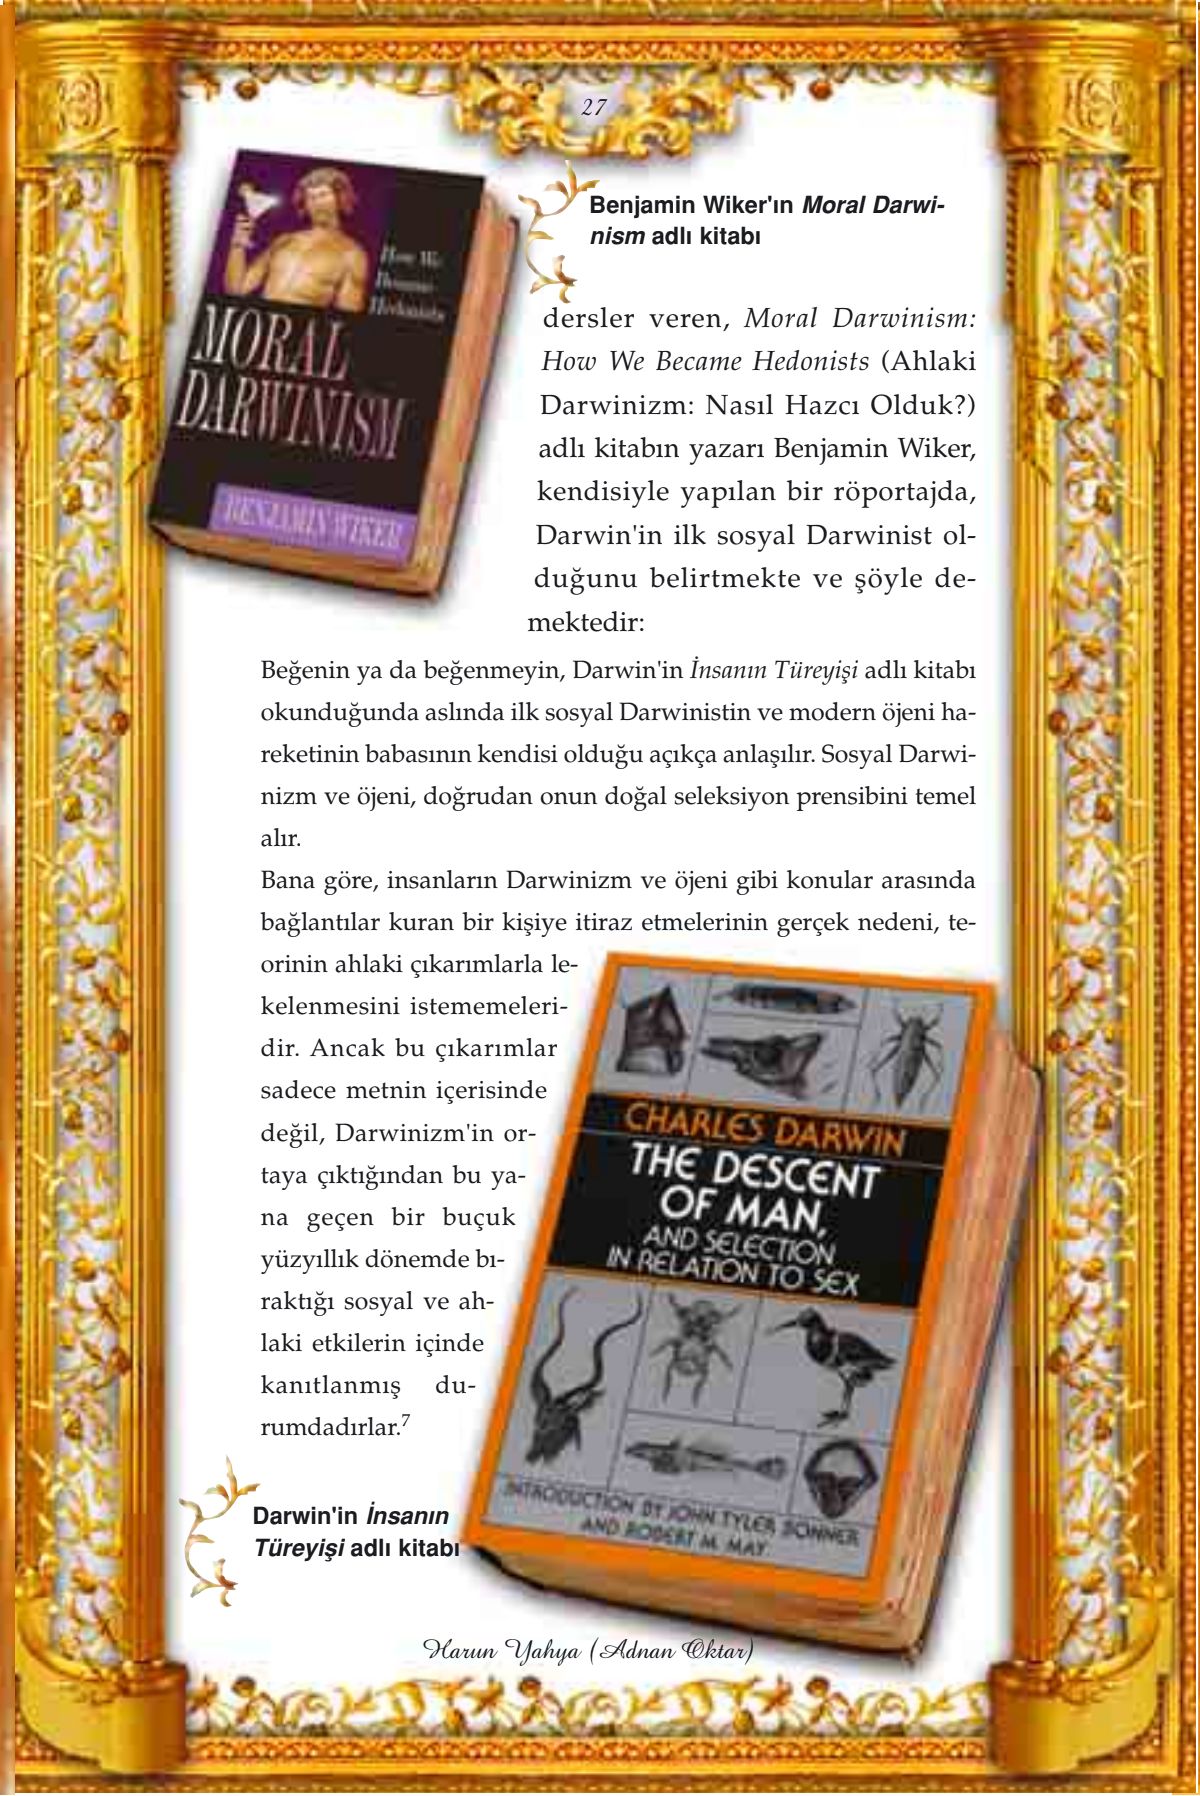 27
Benjamin Wiker'ın Moral Darwi-
nism adlı kitabı
How We
Became
Hedonists
MORAL
DARWINISM
BENJAMIN WIKER
dersler veren, Moral Darwinism:
How We Became Hedonists (Ahlaki
Darwinizm: Nasıl Hazcı Olduk?)
adlı kitabın yazarı Benjamin Wiker,
kendisiyle yapılan bir röportajda,
Darwin'in ilk sosyal Darwinist ol-
duğunu belirtmekte ve şöyle de-
mektedir:
Beğenin ya da beğenmeyin, Darwin'in İnsanın Türeyişi adlı kitabı
okunduğunda aslında ilk sosyal Darwinistin ve modern öjeni ha-
reketinin babasının kendisi olduğu açıkça anlaşılır. Sosyal Darwi-
nizm ve öjeni, doğrudan onun doğal seleksiyon prensibini temel
alır.
Bana göre, insanların Darwinizm ve öjeni gibi konular arasında
bağlantılar kuran bir kişiye itiraz etmelerinin gerçek nedeni, te-
orinin ahlaki çıkarımlarla le-
kelenmesini istememeleri-
dir. Ancak bu çıkarımlar
sadece metnin içerisinde
değil, Darwinizm'in or-
taya çıktığından bu ya-
na geçen bir buçuk
yüzyıllık dönemde bı-
raktığı sosyal ve ah-
laki etkilerin içinde
kanıtlanmış du-
rumdadırlar.7
CHARLES DARWIN
THE DESCENT
OF MAN,
AND SELECTION
IN RELATION TO SEX
INTRODUCTION BY JOHN TYLER BONNER
AND ROBERT M. MAY
Darwin'in İnsanın
Türeyişi adlı kitabı
Harun Yahya (Adnan Oktar)